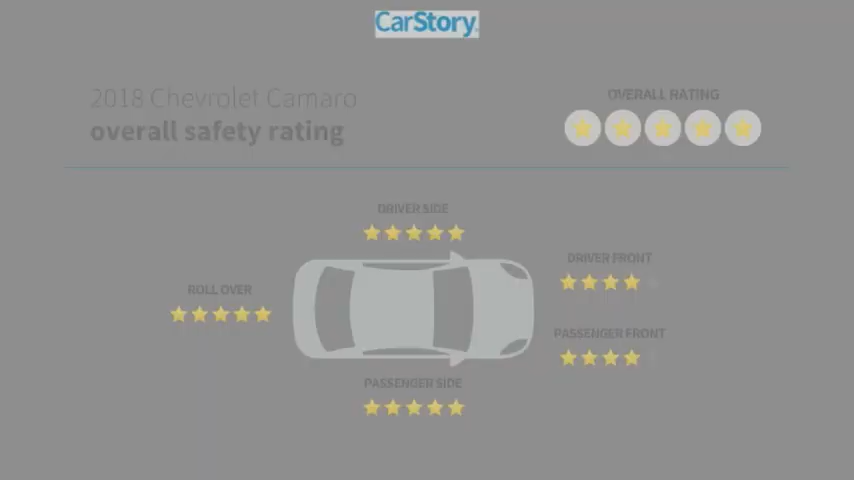 CarStory.
2018 Chevrolet Camaro
overall safety rating
OVERALL RATING
DRIVER SIDE
DRIVER FRONT
ROLL OVER
PASSENGER FRONT
PASSENGER SIDE